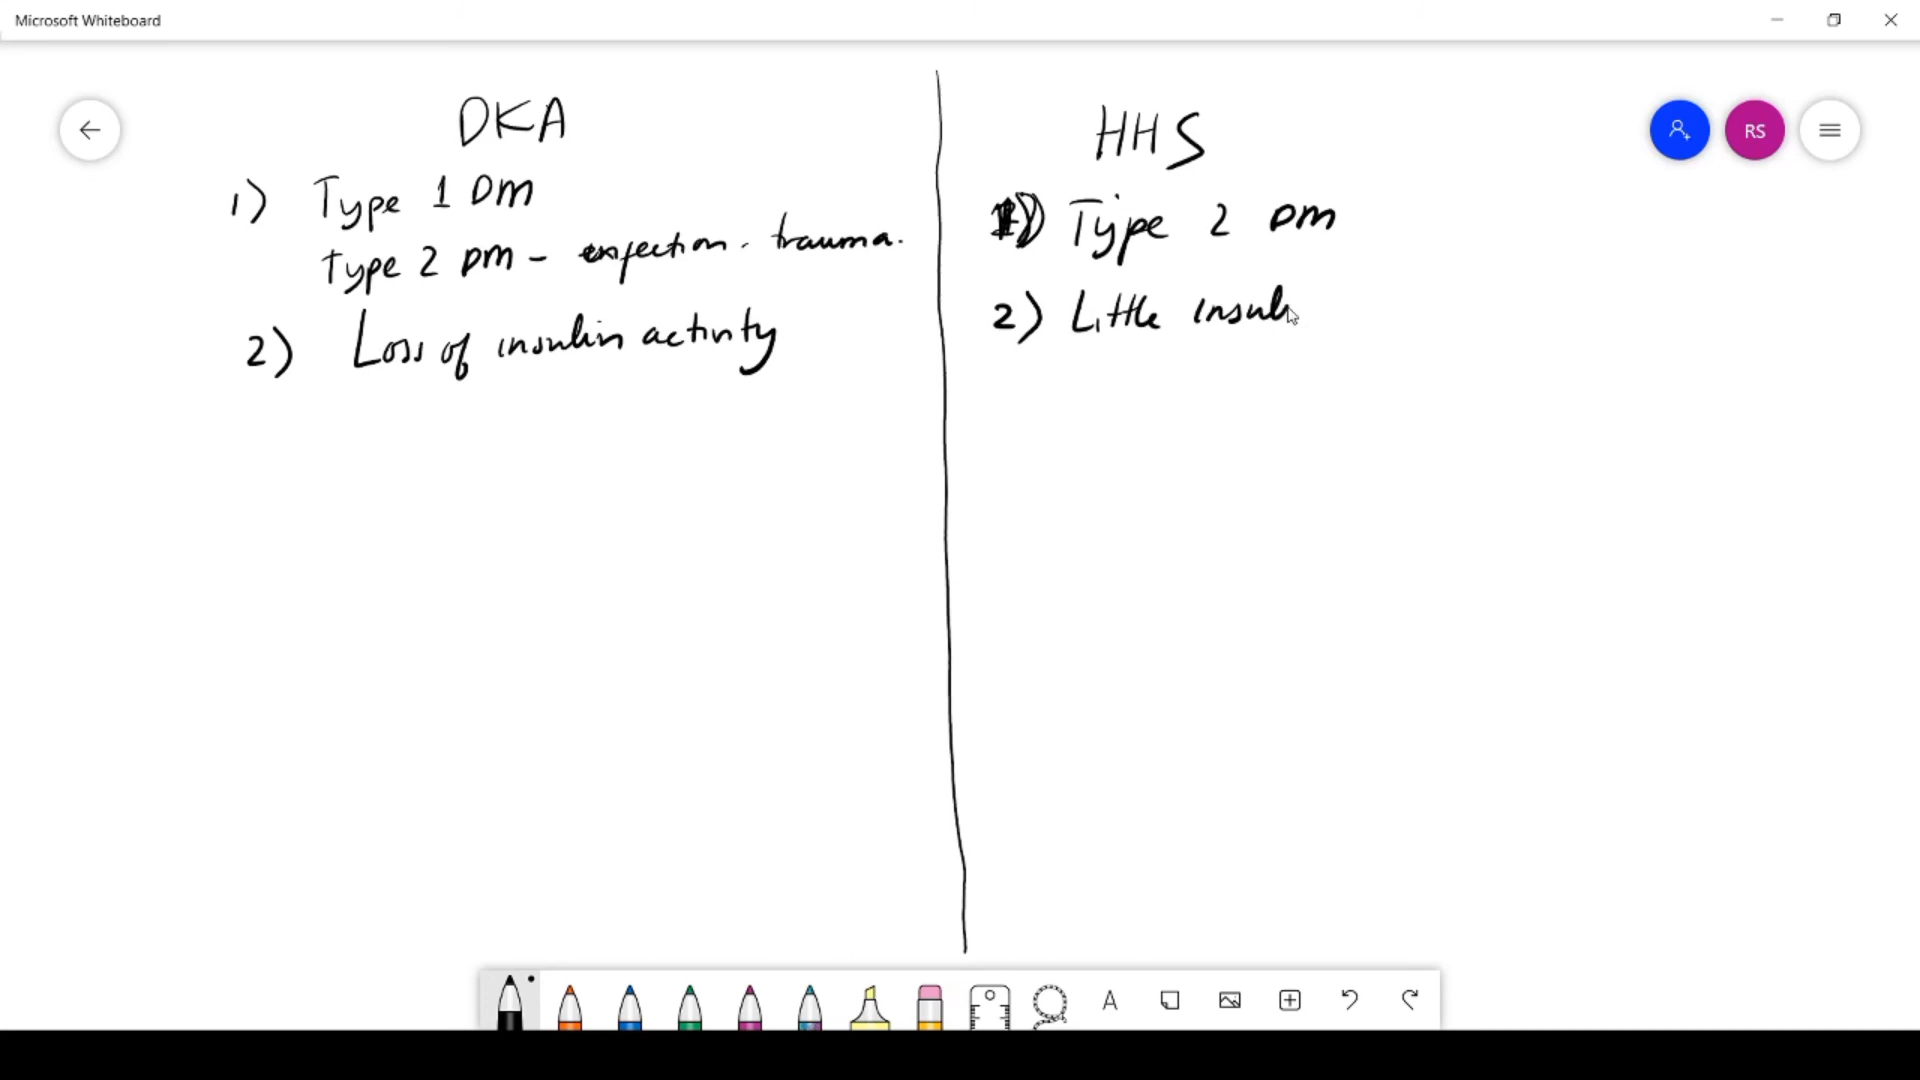 Microsoft Whiteboard
RS
DKA
1) Type 1 DM
type 2 DM - infection. trauma.
2) Loss of insulin activity
HHS
1) Type 2 DM
2) Little insuli